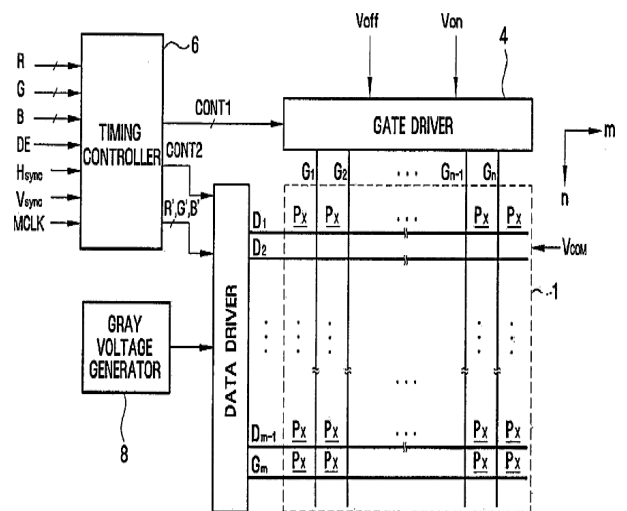 6
Voff Von
4
R
G
B
DE
Hsync
Vsync
MCLK
TIMING
CONTROLLER
CONT1
CONT2
R',G',B'
GATE DRIVER
m
n
G1 G2 ... Gn-1 Gn
D1 Px Px ... Px Px
D2
VCOM
1
GRAY
VOLTAGE
GENERATOR
8
DATA DRIVER
...
Dm-1 Px Px Px Px
Gm Px Px Px Px